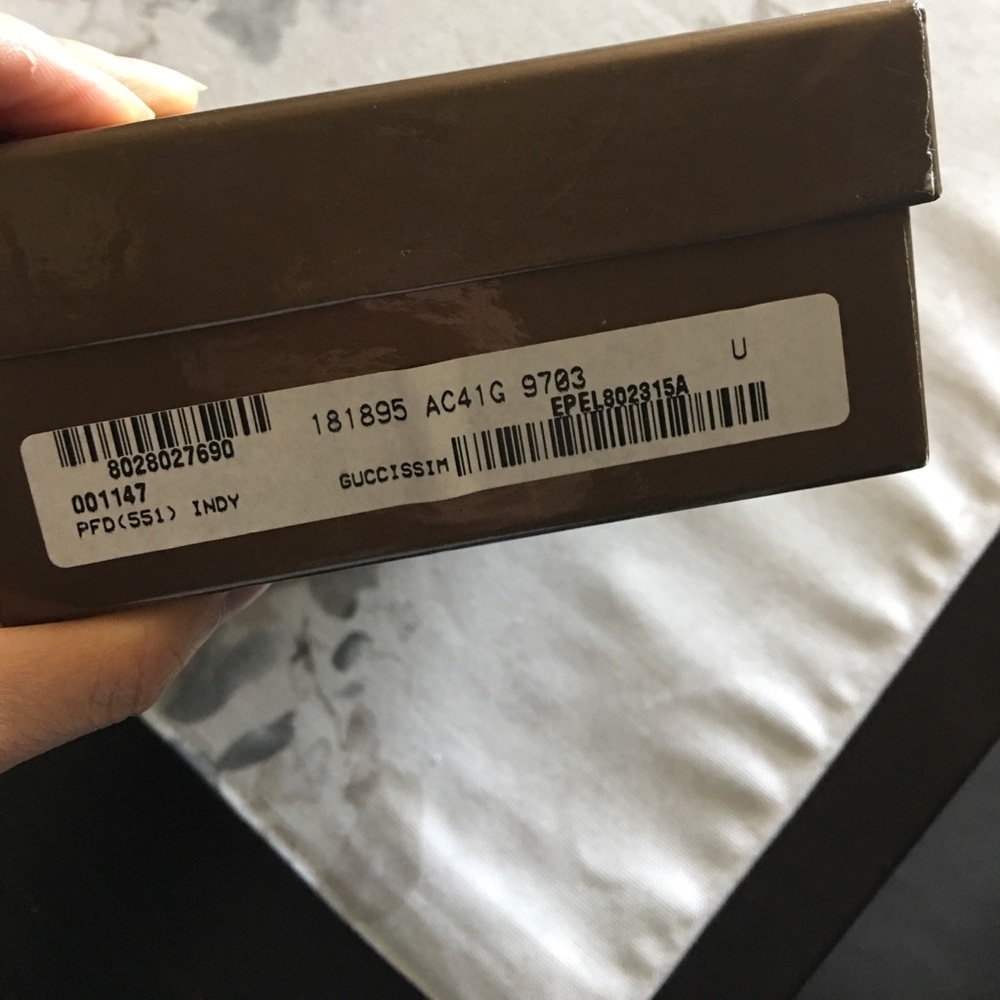 8028027690
001147
PFD(551) INDY
181895 AC41G 9703
U
EPEL802315A
GUCCISSIM